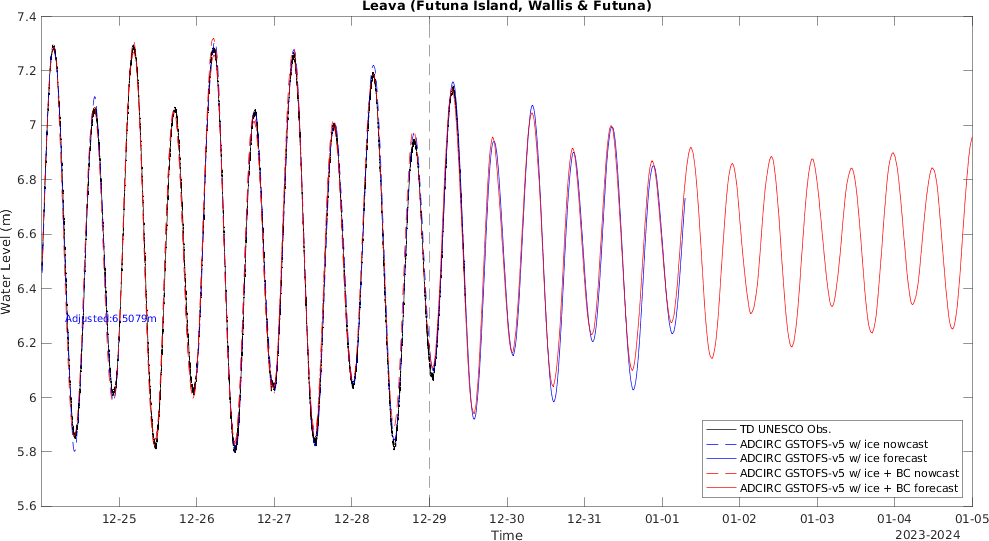 Leava (Futuna Island, Wallis & Futuna)
7.4
7.2
7
6.8
6.6
6.4
6.2
6
5.8
5.6
Water Level (m)
Adjusted:6.5079m
TD UNESCO Obs.
ADCIRC GSTOFS-v5 w/ ice nowcast
ADCIRC GSTOFS-v5 w/ ice forecast
ADCIRC GSTOFS-v5 w/ ice + BC nowcast
ADCIRC GSTOFS-v5 w/ ice + BC forecast
12-25 12-26 12-27 12-28 12-29 12-30 12-31 01-01 01-02 01-03 01-04 01-05
Time
2023-2024